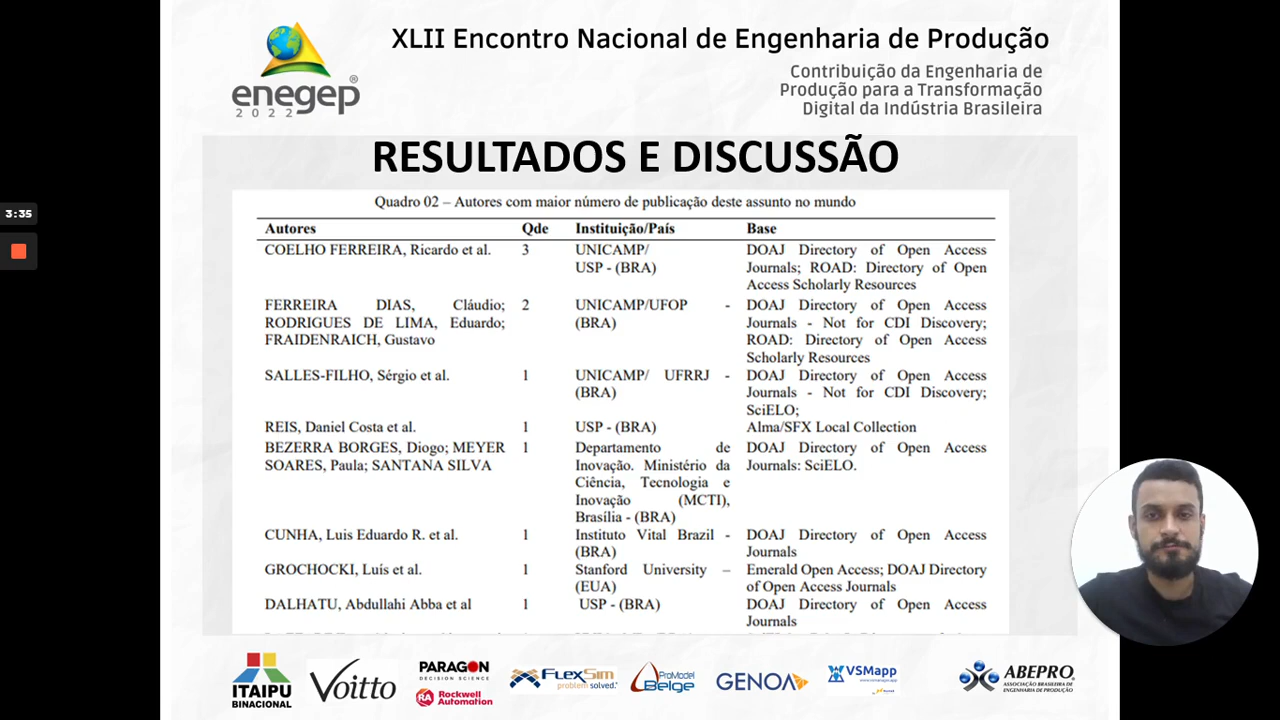 XLII Encontro Nacional de Engenharia de Produção
Contribuição da Engenharia de
Produção para a Transformação
Digital da Indústria Brasileira
enegep®
2022
RESULTADOS E DISCUSSÃO
Quadro 02 – Autores com maior número de publicação deste assunto no mundo
Autores Qde Instituição/País Base
COELHO FERREIRA, Ricardo et al. 3 UNICAMP/ DOAJ Directory of Open Access
USP - (BRA) Journals; ROAD: Directory of Open
Access Scholarly Resources
FERREIRA DIAS, Cláudio; 2 UNICAMP/UFOP - DOAJ Directory of Open Access
RODRIGUES DE LIMA, Eduardo; (BRA) Journals - Not for CDI Discovery;
FRAIDENRAICH, Gustavo ROAD: Directory of Open Access
Scholarly Resources
SALLES-FILHO, Sérgio et al. 1 UNICAMP/ UFRRJ - DOAJ Directory of Open Access
(BRA) Journals - Not for CDI Discovery;
SciELO;
REIS, Daniel Costa et al. 1 USP - (BRA) Alma/SFX Local Collection
BEZERRA BORGES, Diogo; MEYER 1 Departamento de DOAJ Directory of Open Access
SOARES, Paula; SANTANA SILVA Inovação. Ministério da Journals: SciELO.
Ciência, Tecnologia e
Inovação (MCTI),
Brasília - (BRA)
CUNHA, Luis Eduardo R. et al. 1 Instituto Vital Brazil - DOAJ Directory of Open Access
(BRA) Journals
GROCHOCKI, Luís et al. 1 Stanford University – Emerald Open Access; DOAJ Directory
(EUA) of Open Access Journals
DALHATU, Abdullahi Abba et al 1 USP - (BRA) DOAJ Directory of Open Access
Journals
3:35
ITAIPU
BINACIONAL
Voitto
PARAGON
DECISION SCIENCE
RA Rockwell
Automation
FLEXSIM
problem solved.
ProModel
Belge
GENOA
VSMapp
ABEPRO
ASSOCIAÇÃO BRASILEIRA
DE ENGENHARIA DE PRODUÇÃO